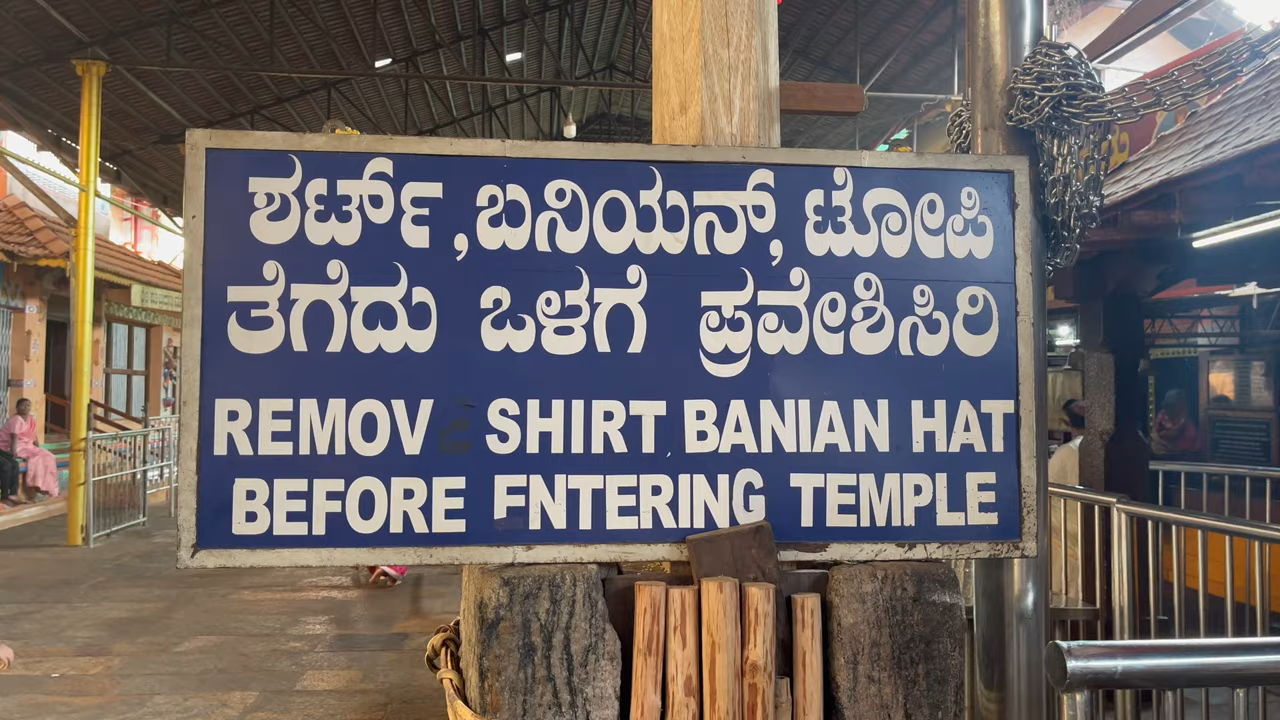 ಶರ್ಟ್ರ್ , ಬನಿಯನ್, ಟೋಪಿ
ತೆಗೆದು ಒಳಗೆ ಪ್ರವೇಶಿಸಿರಿ
REMOV SHIRT, BANIAN HAT
BEFORE ENTERING TEMPLE